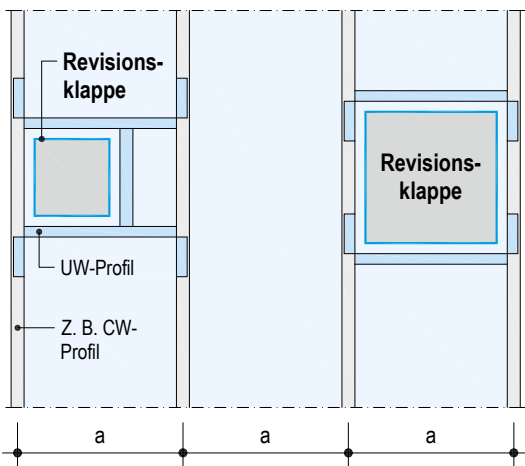 Revisions-
klappe
Revisions-
klappe
UW-Profil
Z. B. CW-
Profil
a
a
a